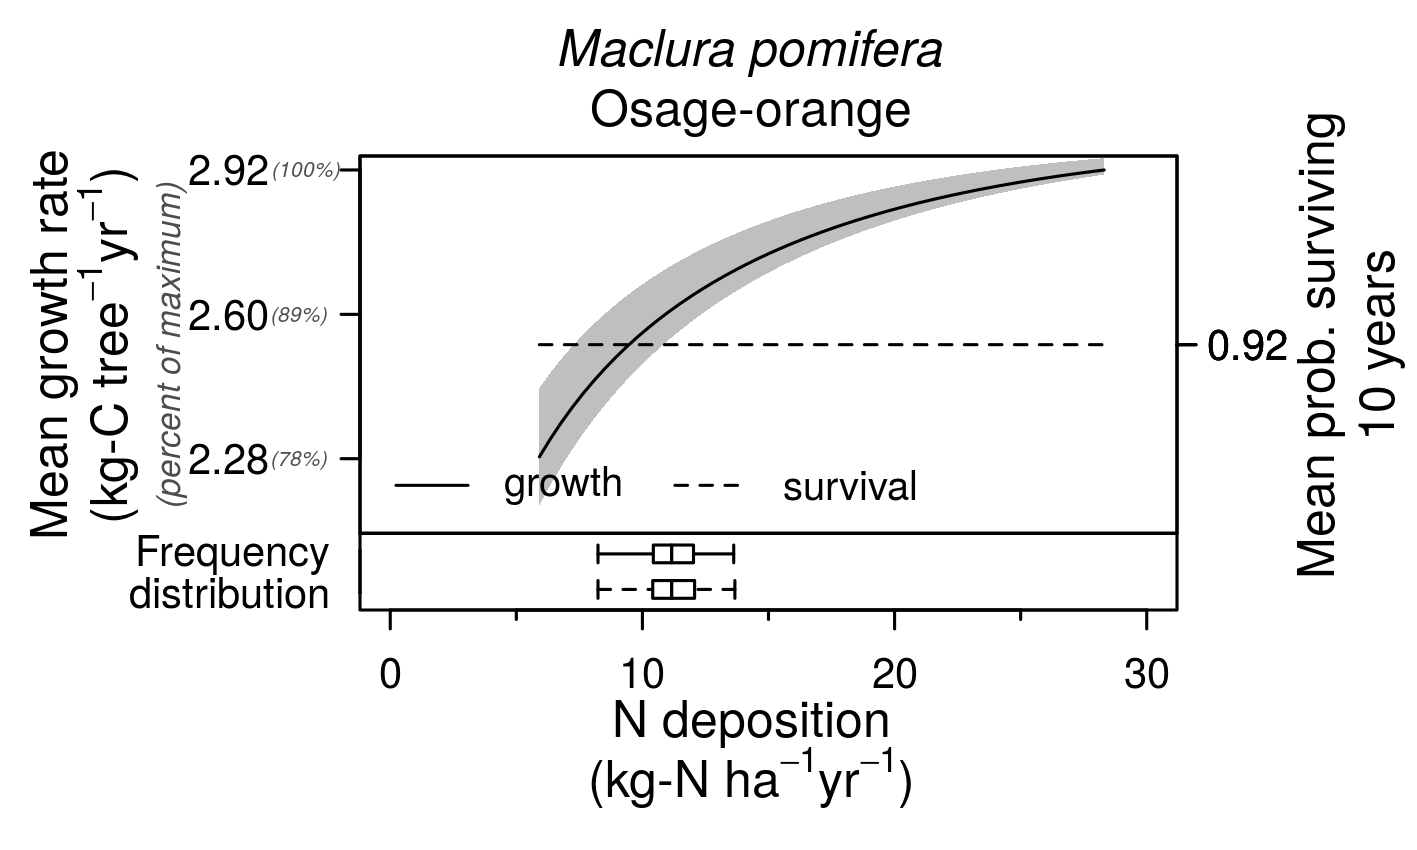 Maclura pomifera
Osage-orange
Mean growth rate
(kg-C tree⁻¹yr⁻¹)
(percent of maximum)
2.92 (100%)
2.60 (89%)
2.28 (78%)
growth survival
0.92
Mean prob. surviving
10 years
Frequency
distribution
0 10 20 30
N deposition
(kg-N ha⁻¹yr⁻¹)